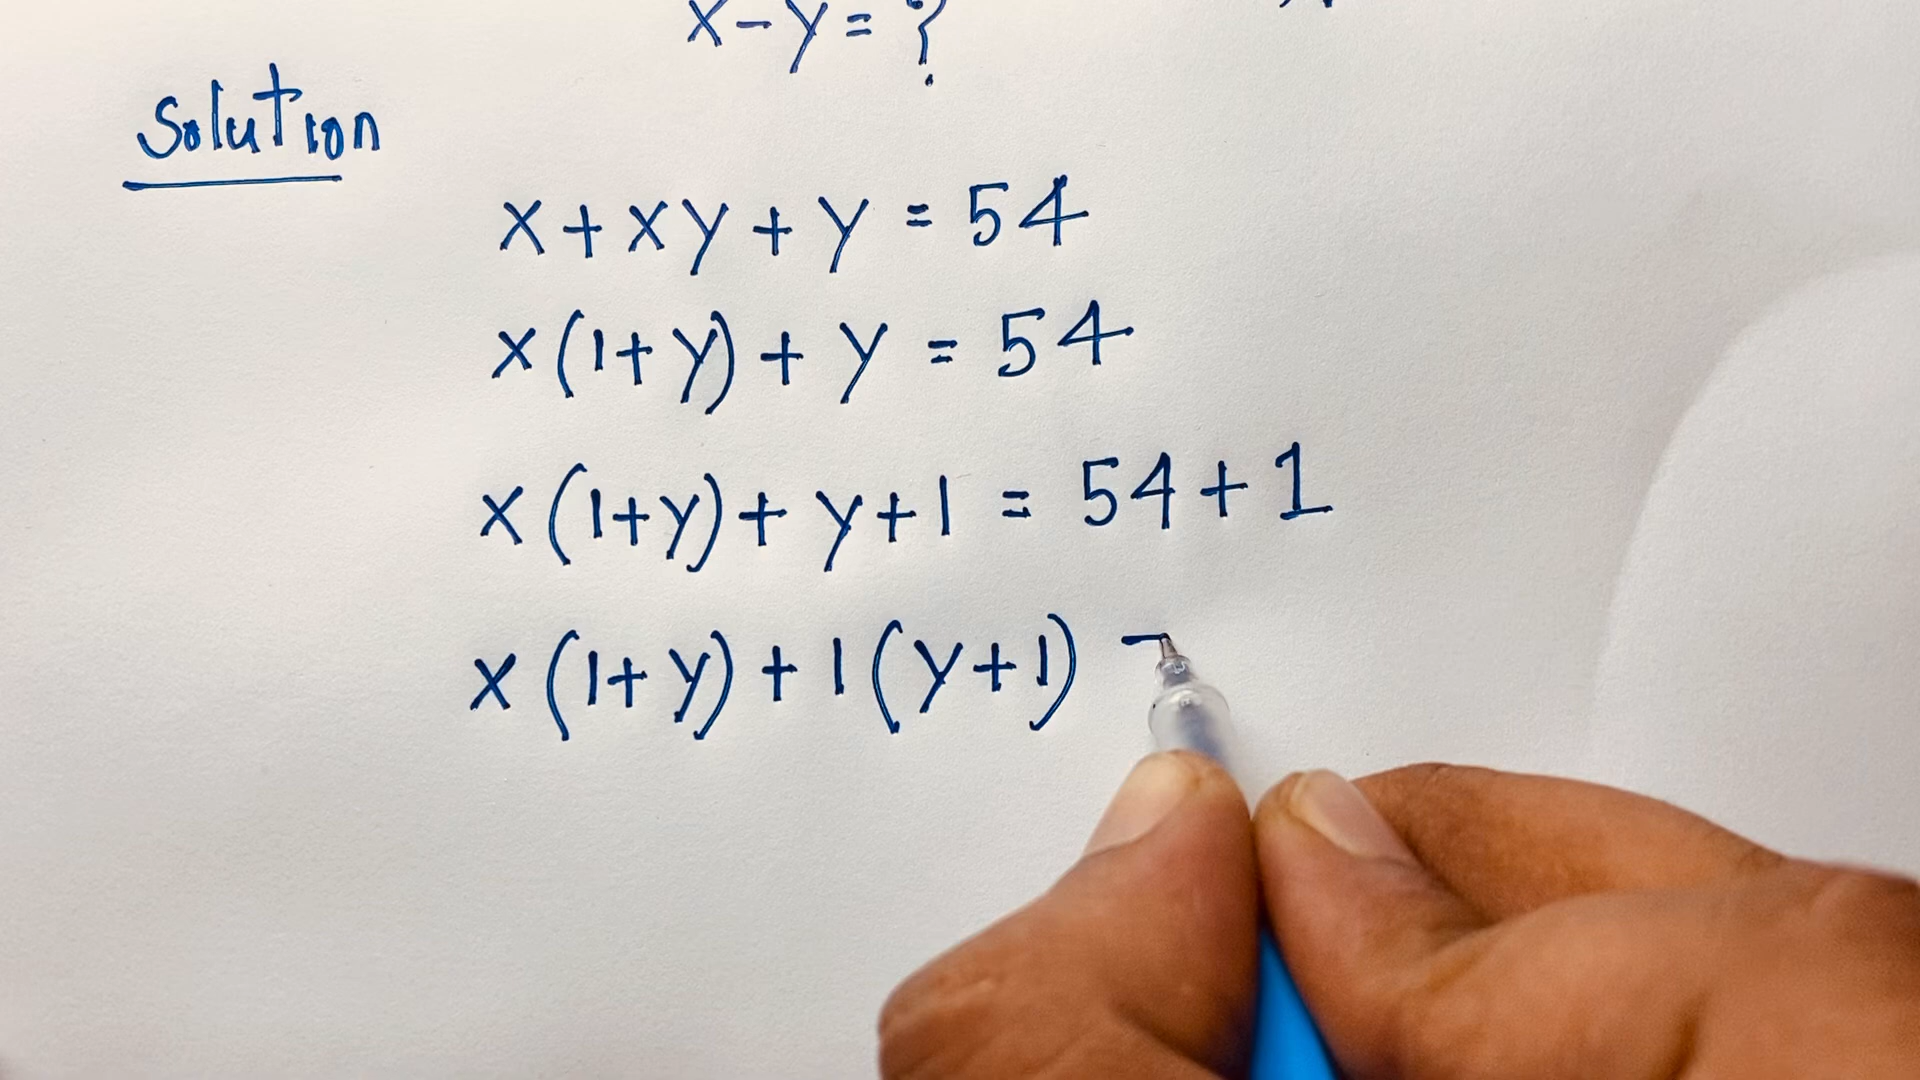 x-y= ?
Solution
x+xy+y=54
x(1+y)+y=54
x(1+y)+y+1=54+1
x(1+y)+1(y+1)